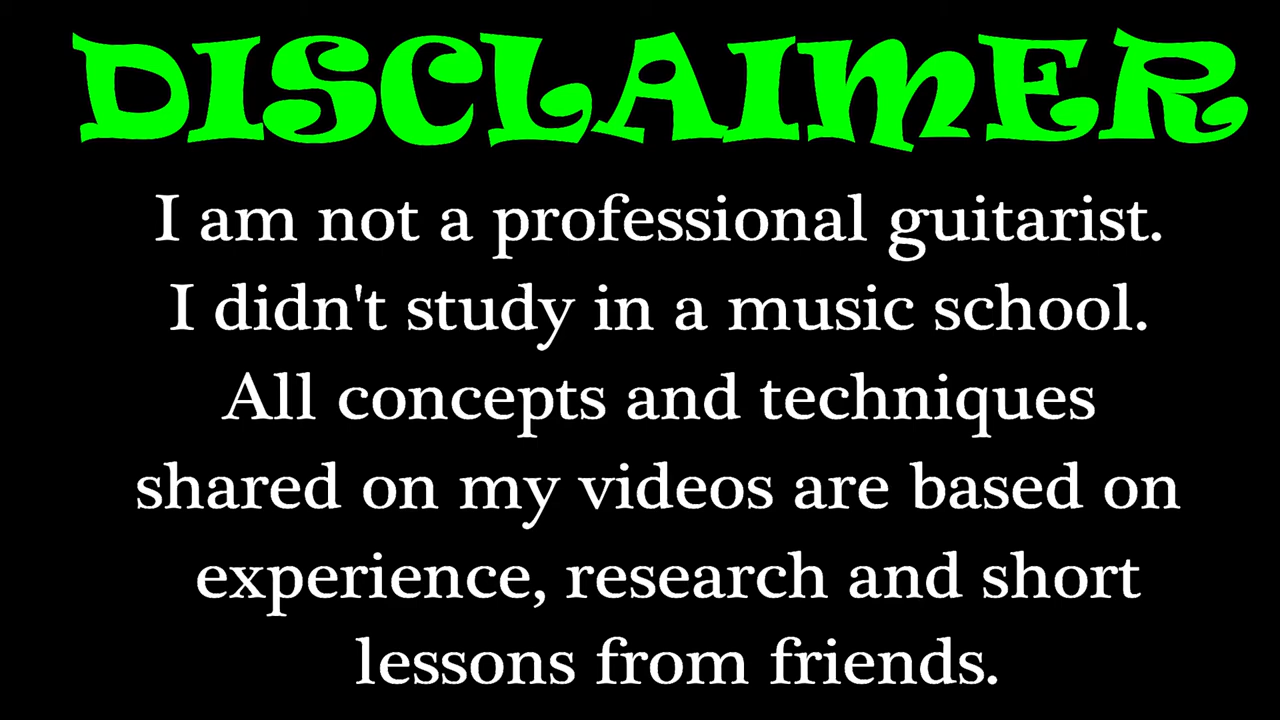 DISCLAIMER
I am not a professional guitarist.
I didn't study in a music school.
All concepts and techniques
shared on my videos are based on
experience, research and short
lessons from friends.